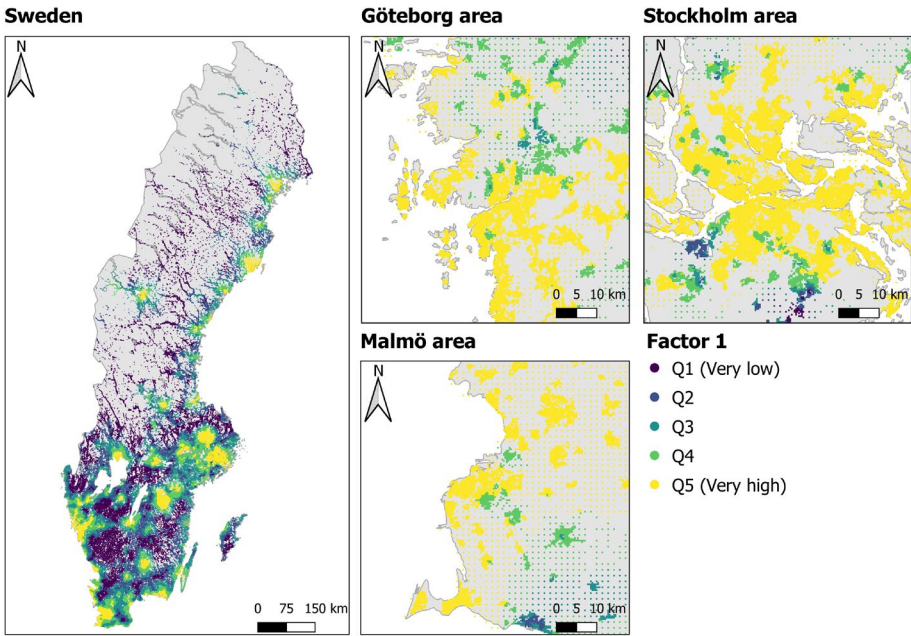 Sweden
N
0 75 150 km
Göteborg area
N
0 5 10 km
Stockholm area
N
0 5 10 km
Malmö area
N
0 5 10 km
Factor 1
Q1 (Very low)
Q2
Q3
Q4
Q5 (Very high)